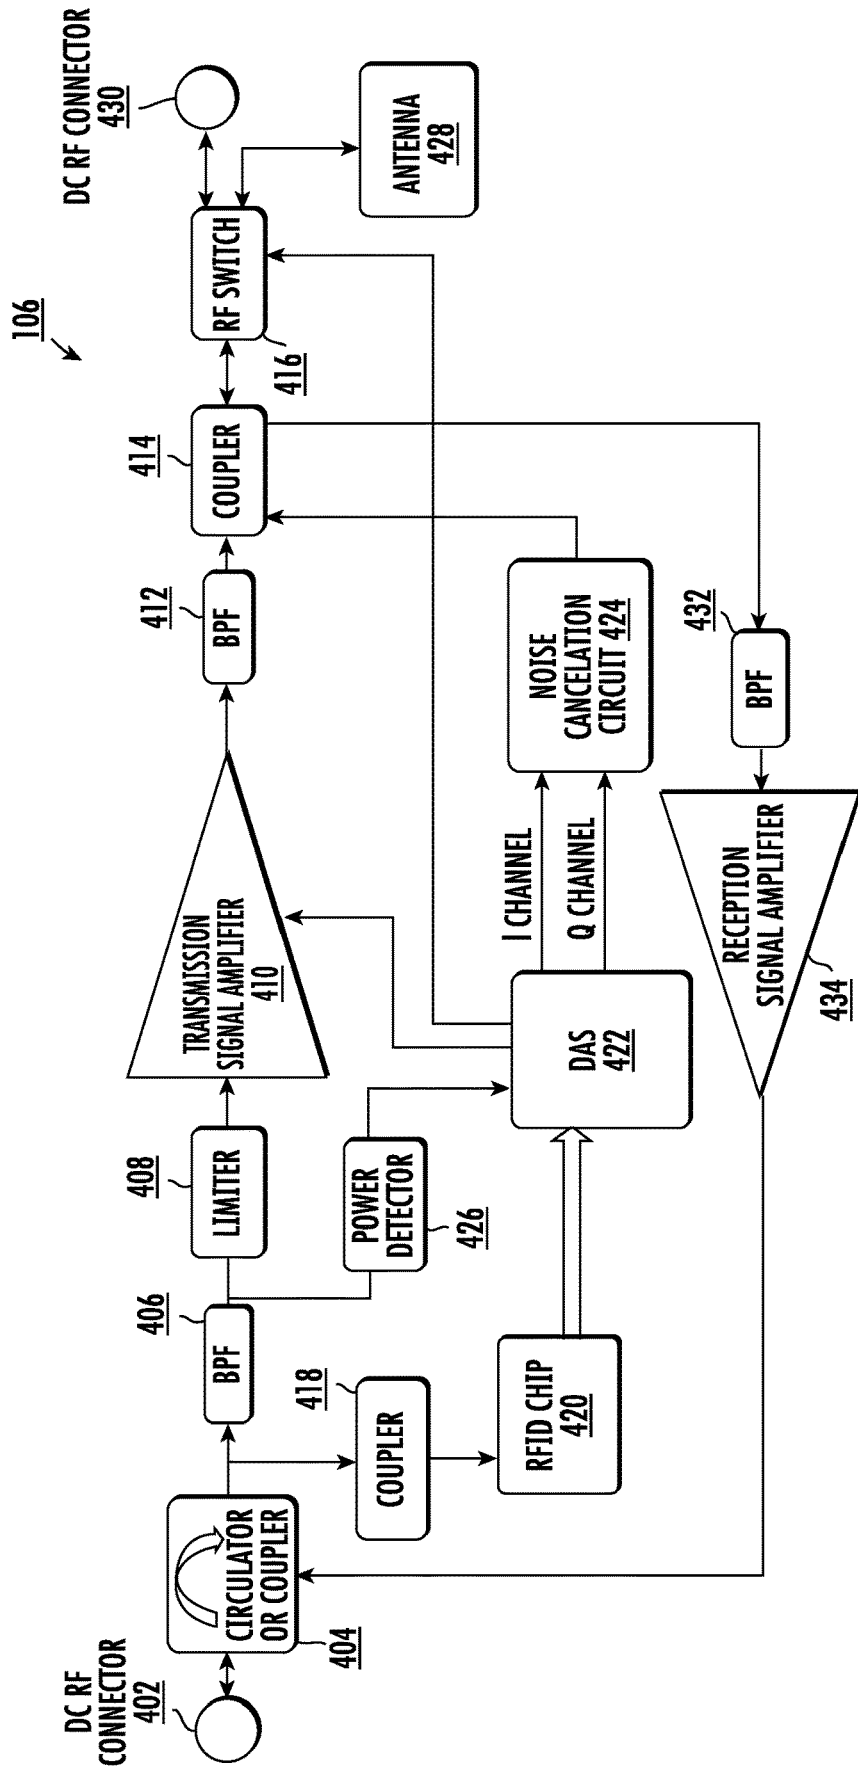 106
DC RF
CONNECTOR
402
CIRCULATOR
OR COUPLER
404
BPF
406
LIMITER
408
TRANSMISSION
SIGNAL AMPLIFIER
410
BPF
412
COUPLER
414
RF SWITCH
416
DC RF CONNECTOR
430
ANTENNA
428
COUPLER
418
POWER
DETECTOR
426
RFID CHIP
420
DAS
422
I CHANNEL
Q CHANNEL
NOISE
CANCELATION
CIRCUIT 424
BPF
432
RECEPTION
SIGNAL AMPLIFIER
434